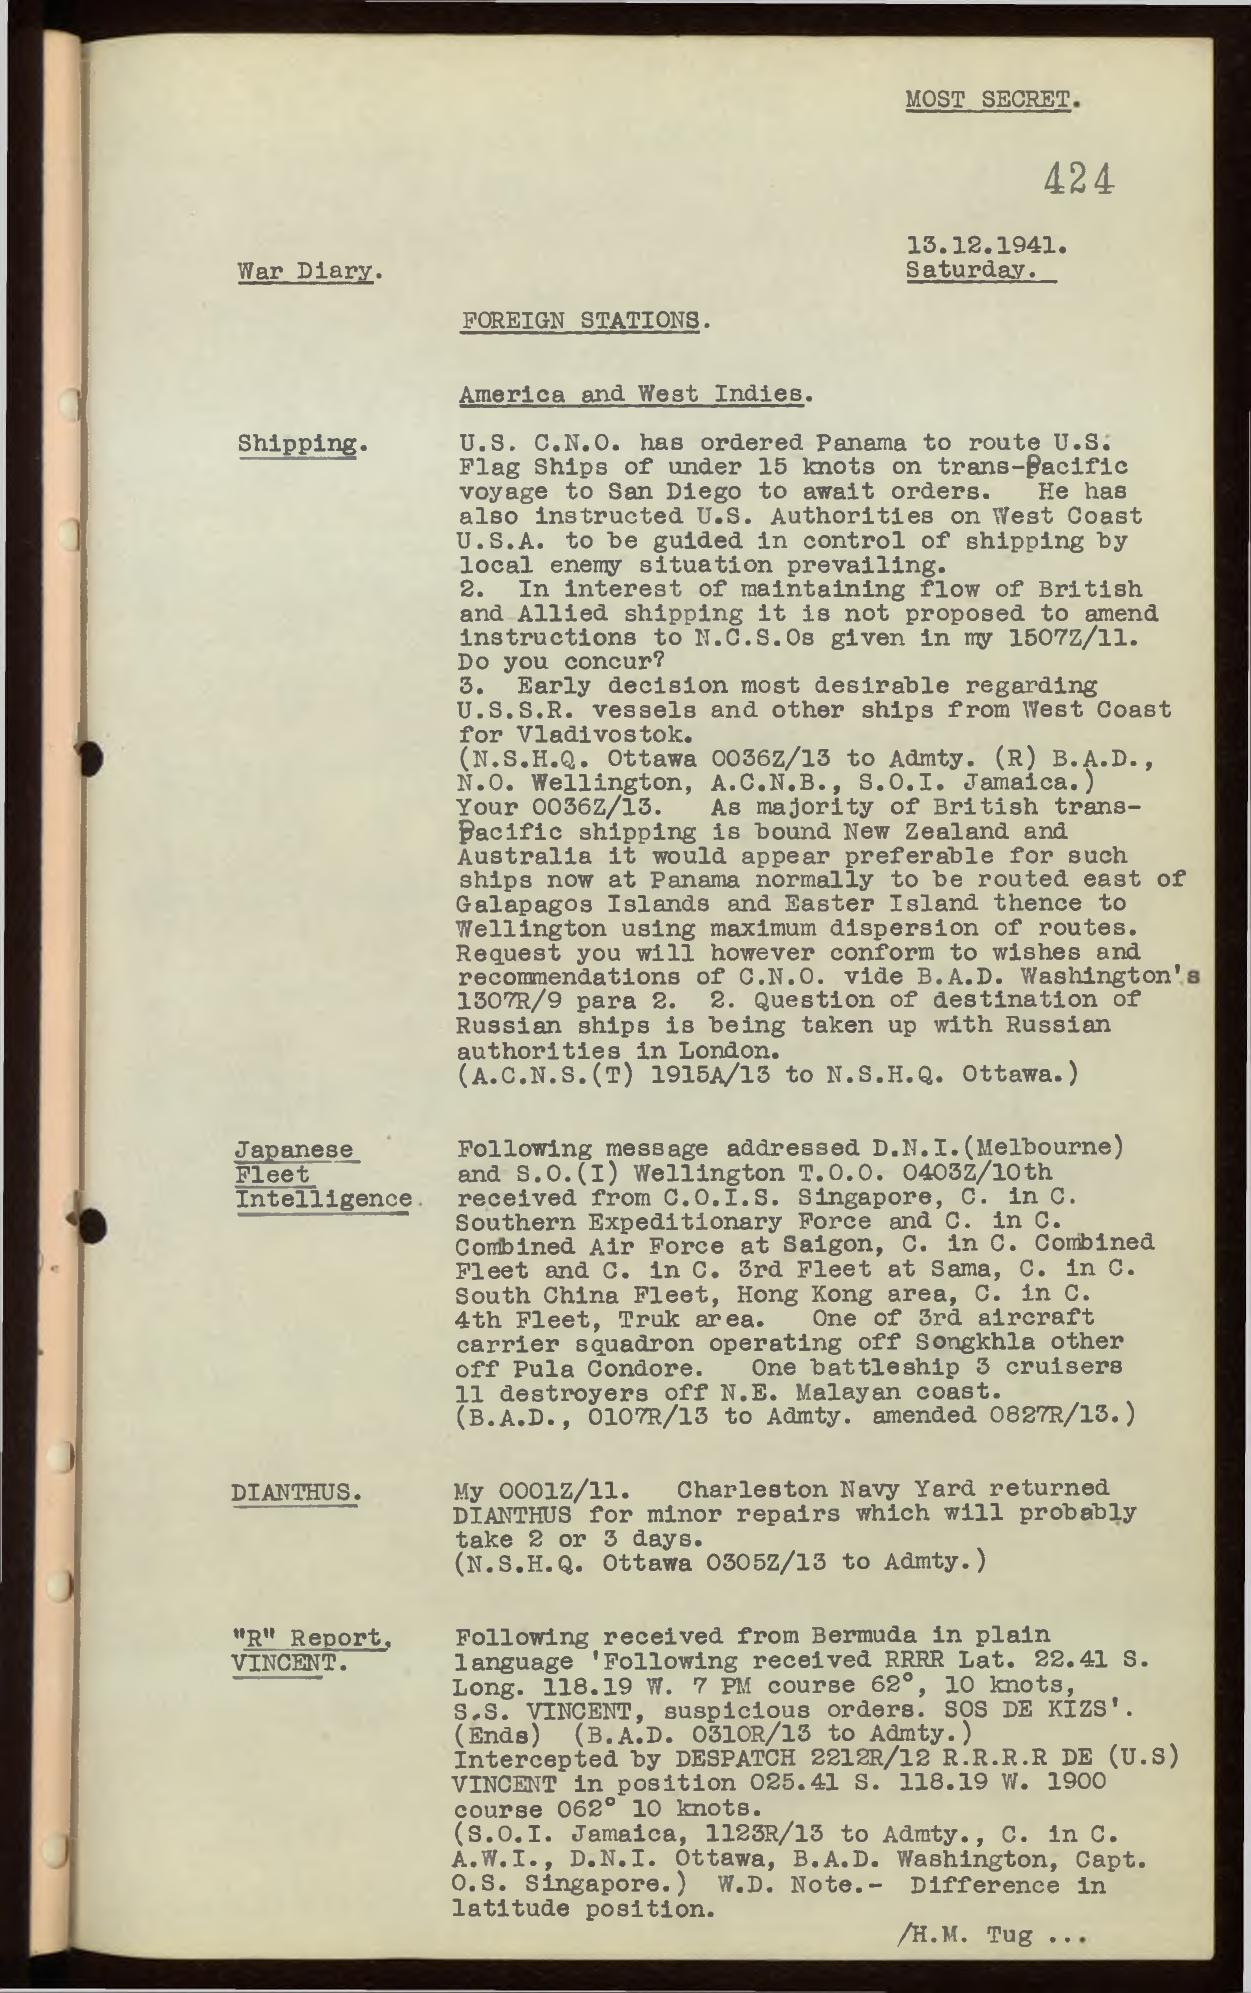 MOST SECRET.
424
13.12.1941.
War Diary.
Saturday.
FOREIGN STATIONS.
America and West Indies.
Shipping.
U.S. C.N.O. has ordered Panama to route U.S.
Flag Ships of under 15 knots on trans-Pacific
voyage to San Diego to await orders. He has
also instructed U.S. Authorities on West Coast
U.S.A. to be guided in control of shipping by
local enemy situation prevailing.
2. In interest of maintaining flow of British
and Allied shipping it is not proposed to amend
instructions to N.C.S.Os given in my 1507Z/11.
Do you concur?
3. Early decision most desirable regarding
U.S.S.R. vessels and other ships from West Coast
for Vladivostok.
(N.S.H.Q. Ottawa 0036Z/13 to Admty. (R) B.A.D.,
N.O. Wellington, A.C.N.B., S.O.I. Jamaica.)
Your 0036Z/13. As majority of British trans-
Pacific shipping is bound New Zealand and
Australia it would appear preferable for such
ships now at Panama normally to be routed east of
Galapagos Islands and Easter Island thence to
Wellington using maximum dispersion of routes.
Request you will however conform to wishes and
recommendations of C.N.O. vide B.A.D. Washington's
1307R/9 para 2. 2. Question of destination of
Russian ships is being taken up with Russian
authorities in London.
(A.C.N.S.(T) 1915A/13 to N.S.H.Q. Ottawa.)
Japanese
Fleet
Intelligence.
Following message addressed D.N.I.(Melbourne)
and S.O.(I) Wellington T.O.O. 0403Z/10th
received from C.O.I.S. Singapore, C. in C.
Southern Expeditionary Force and C. in C.
Combined Air Force at Saigon, C. in C. Combined
Fleet and C. in C. 3rd Fleet at Sama, C. in C.
South China Fleet, Hong Kong area, C. in C.
4th Fleet, Truk area. One of 3rd aircraft
carrier squadron operating off Songkhla other
off Pula Condore. One battleship 3 cruisers
11 destroyers off N.E. Malayan coast.
(B.A.D., 0107R/13 to Admty. amended 0827R/13.)
DIANTHUS.
My 0001Z/11. Charleston Navy Yard returned
DIANTHUS for minor repairs which will probably
take 2 or 3 days.
(N.S.H.Q. Ottawa 0305Z/13 to Admty.)
"R" Report,
VINCENT.
Following received from Bermuda in plain
language 'Following received RRRR Lat. 22.41 S.
Long. 118.19 W. 7 PM course 62°, 10 knots,
S.S. VINCENT, suspicious orders. SOS DE KIZS'.
(Ends) (B.A.D. 0310R/13 to Admty.)
Intercepted by DESPATCH 2212R/12 R.R.R.R DE (U.S)
VINCENT in position 025.41 S. 118.19 W. 1900
course 062° 10 knots.
(S.O.I. Jamaica, 1123R/13 to Admty., C. in C.
A.W.I., D.N.I. Ottawa, B.A.D. Washington, Capt.
O.S. Singapore.) W.D. Note.- Difference in
latitude position.
/H.M. Tug ...